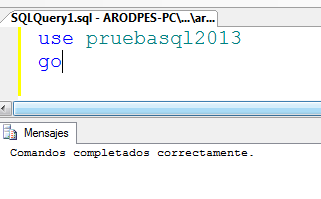 SQLQuery1.sql - ARODPES-PC\...\ar...
use pruebasql2013
go
Mensajes
Comandos completados correctamente.